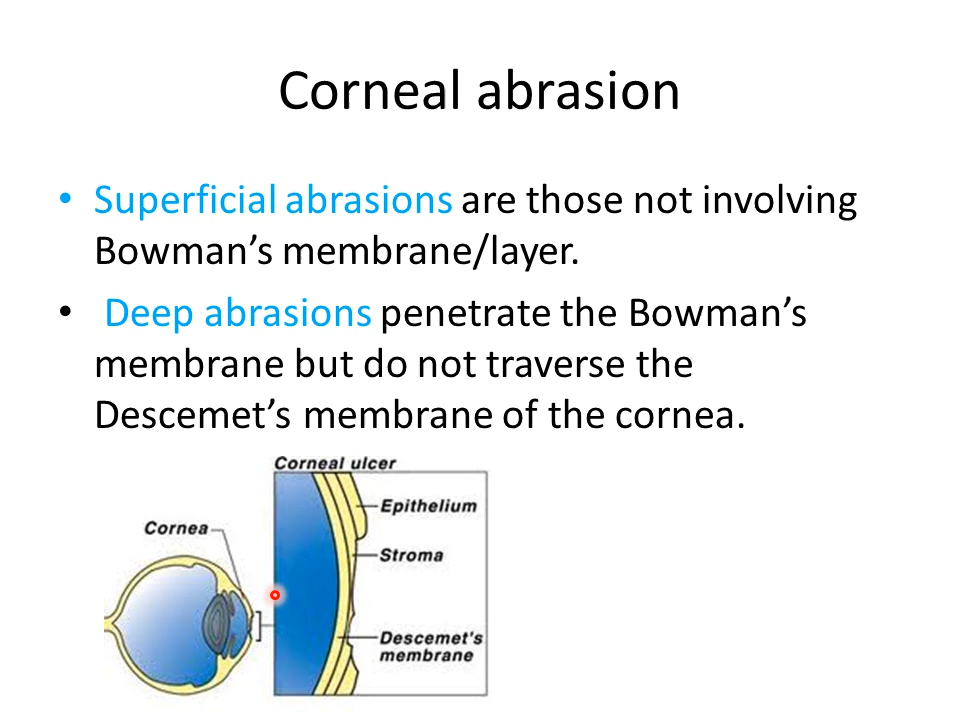 Corneal abrasion
• Superficial abrasions are those not involving
Bowman’s membrane/layer.
• Deep abrasions penetrate the Bowman’s
membrane but do not traverse the
Descemet’s membrane of the cornea.
Corneal ulcer
Epithelium
Cornea
Stroma
Descemet's
membrane